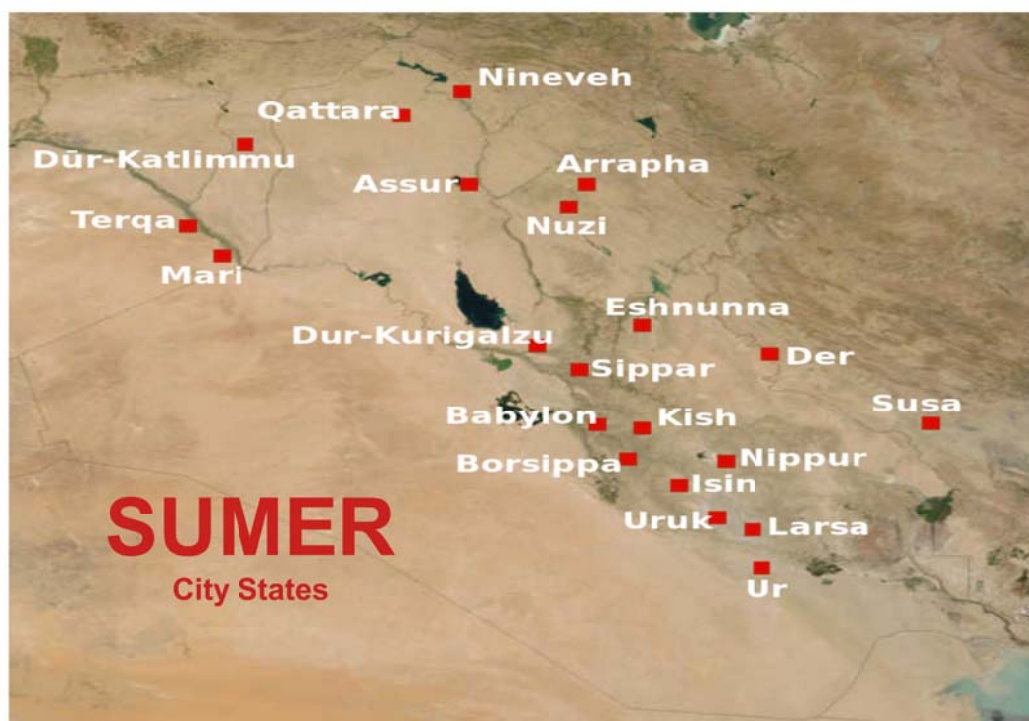 Nineveh
Qattara
Dūr-Katlimmu
Assur
Arrapha
Terqa
Nuzi
Mari
Eshnunna
Dur-Kurigalzu
Der
Sippar
Susa
Babylon
Kish
Borsippa
Nippur
Isin
Uruk
Larsa
SUMER
City States
Ur